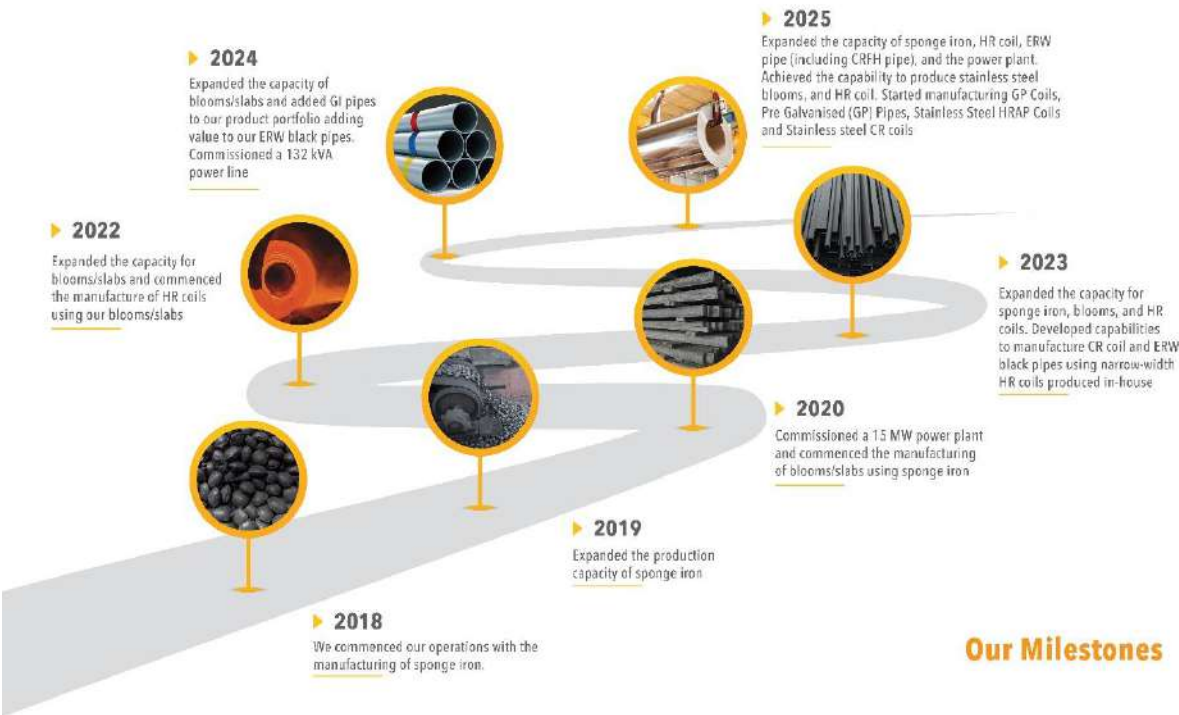 2025
Expanded the capacity of sponge iron, HR coil, ERW
pipe (including CRFH pipe), and the power plant.
Achieved the capability to produce stainless steel
blooms, and HR coil. Started manufacturing GP Coils,
Pre Galvanised (GP) Pipes, Stainless Steel HRAP Coils
and Stainless steel CR coils
2024
Expanded the capacity of
blooms/slabs and added GI pipes
to our product portfolio adding
value to our ERW black pipes.
Commissioned a 132 kVA
power line
2022
Expanded the capacity for
blooms/slabs and commenced
the manufacture of HR coils
using our blooms/slabs
2023
Expanded the capacity for
sponge iron, blooms, and HR
coils. Developed capabilities
to manufacture CR coil and ERW
black pipes using narrow-width
HR coils produced in-house
2020
Commissioned a 15 MW power plant
and commenced the manufacturing
of blooms/slabs using sponge iron
2019
Expanded the production
capacity of sponge iron
2018
We commenced our operations with the
manufacturing of sponge iron.
Our Milestones